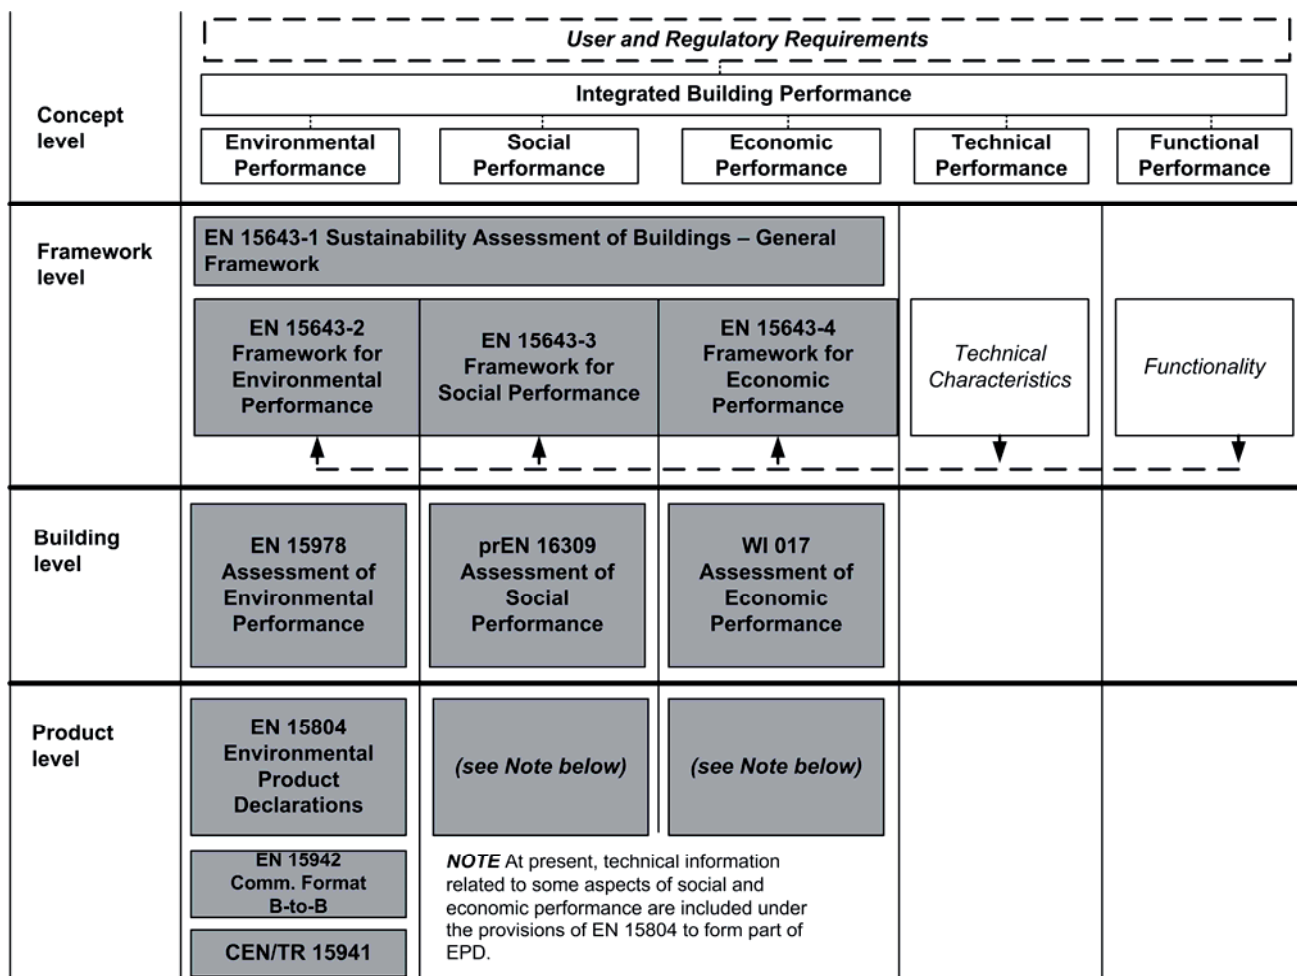 User and Regulatory Requirements
Concept
level
Integrated Building Performance
Environmental
Performance
Social
Performance
Economic
Performance
Technical
Performance
Functional
Performance
Framework
level
EN 15643-1 Sustainability Assessment of Buildings – General
Framework
EN 15643-2
Framework for
Environmental
Performance
EN 15643-3
Framework for
Social Performance
EN 15643-4
Framework for
Economic
Performance
Technical
Characteristics
Functionality
Building
level
EN 15978
Assessment of
Environmental
Performance
prEN 16309
Assessment of
Social
Performance
WI 017
Assessment of
Economic
Performance
Product
level
EN 15804
Environmental
Product
Declarations
(see Note below)
(see Note below)
EN 15942
Comm. Format
B-to-B
CEN/TR 15941
NOTE At present, technical information
related to some aspects of social and
economic performance are included under
the provisions of EN 15804 to form part of
EPD.